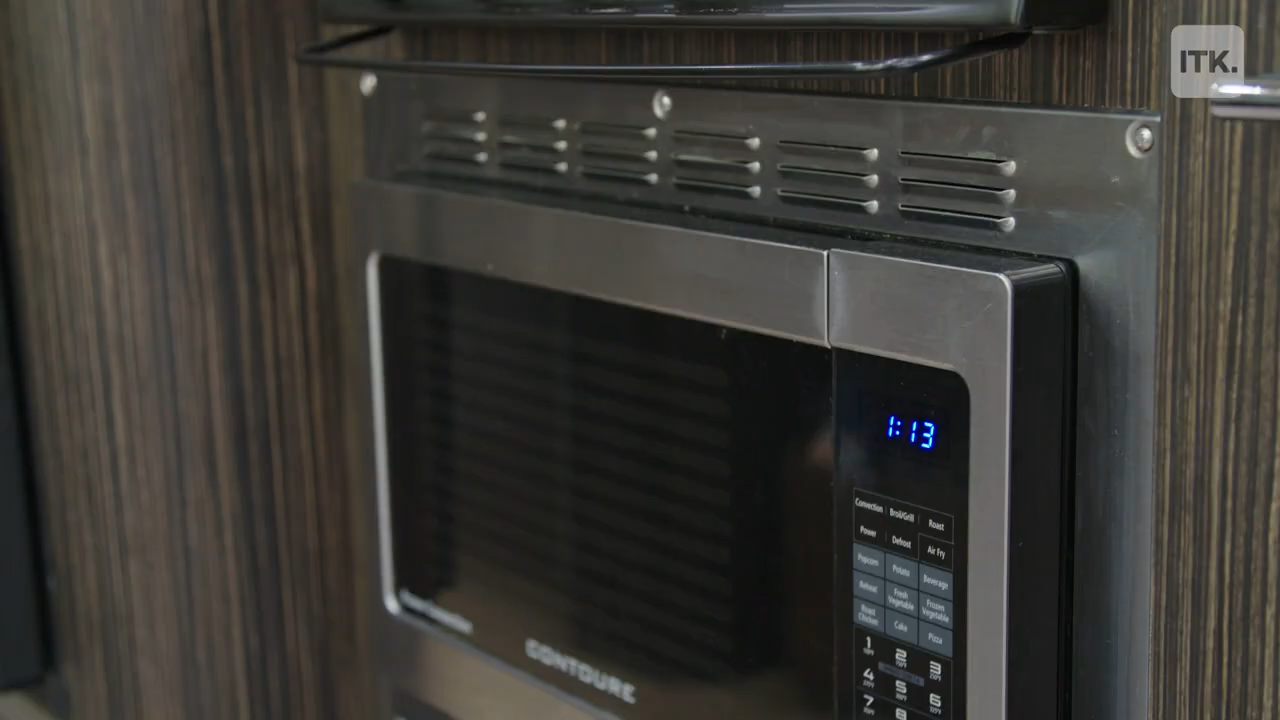 ITK.
1:13
Convection Broil/Grill Roast
Power Defrost Air Fry
Popcorn Potato Beverage
Reheat Fresh Vegetable Frozen Vegetable
Roast Chicken Cake Pizza
1 2 3
4 5 6
7 8
CONTOURE